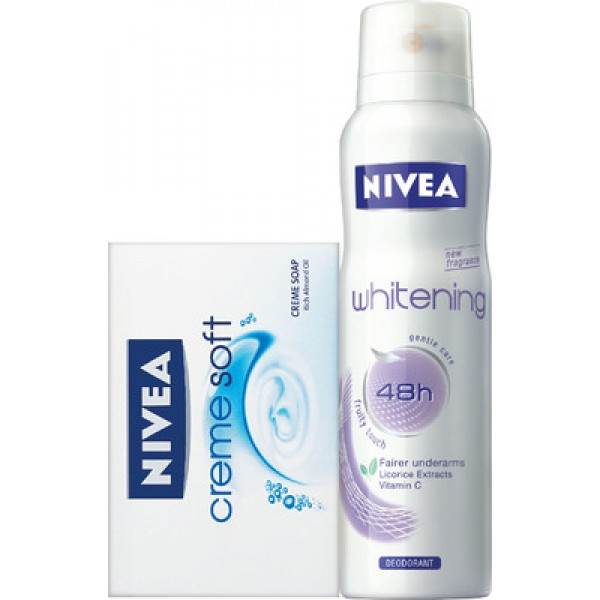 NIVEA
creme soft
CREME SOAP
Rich Almond Oil
NIVEA
new
fragrance
whitening
gentle care
48h
fruity touch
Fairer underarms
Licorice Extracts
Vitamin C
DEODORANT